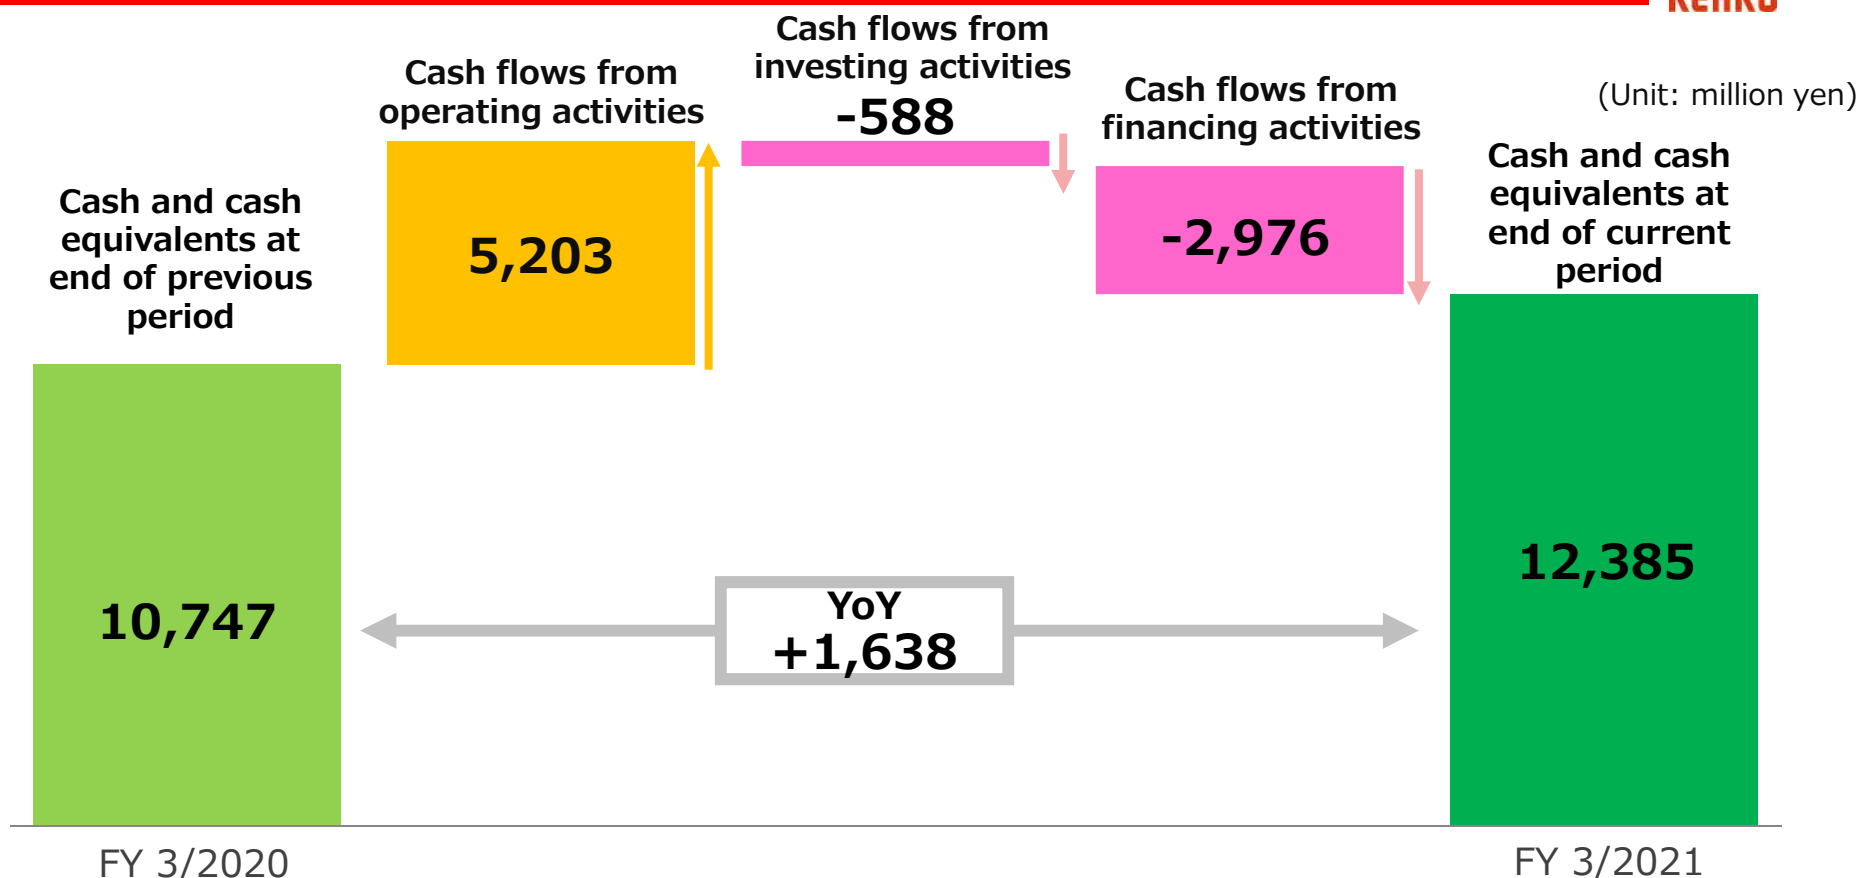 Cash flows from
investing activities
-588
Cash flows from
operating activities
Cash flows from
financing activities
(Unit: million yen)
Cash and cash
equivalents at
end of current
period
Cash and cash
equivalents at
end of previous
period
5,203
-2,976
10,747
YoY
+1,638
12,385
FY 3/2020
FY 3/2021